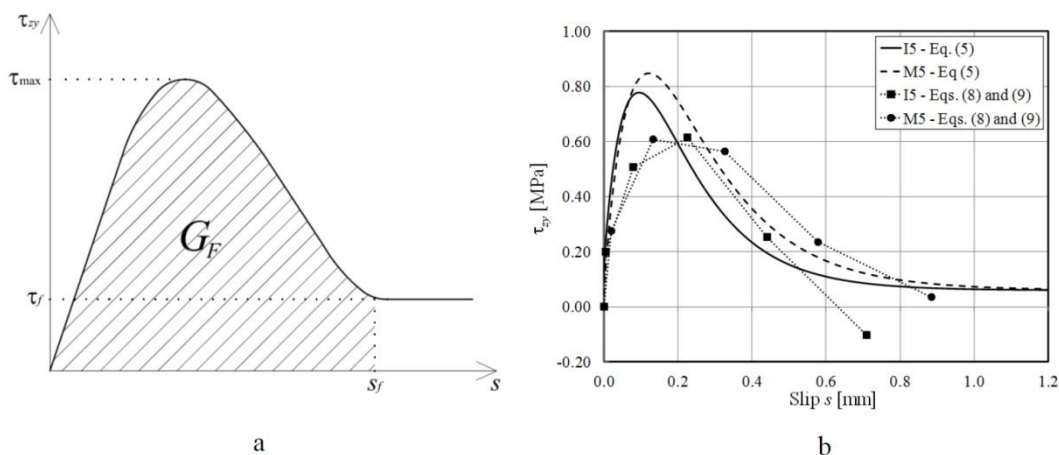 τzy
τmax
GF
τf
sf
s
a
I5 - Eq. (5)
M5 - Eq (5)
I5 - Eqs. (8) and (9)
M5 - Eqs. (8) and (9)
τzy [MPa]
1.00
0.80
0.60
0.40
0.20
0.00
-0.20
0.0 0.2 0.4 0.6 0.8 1.0 1.2
Slip s [mm]
b